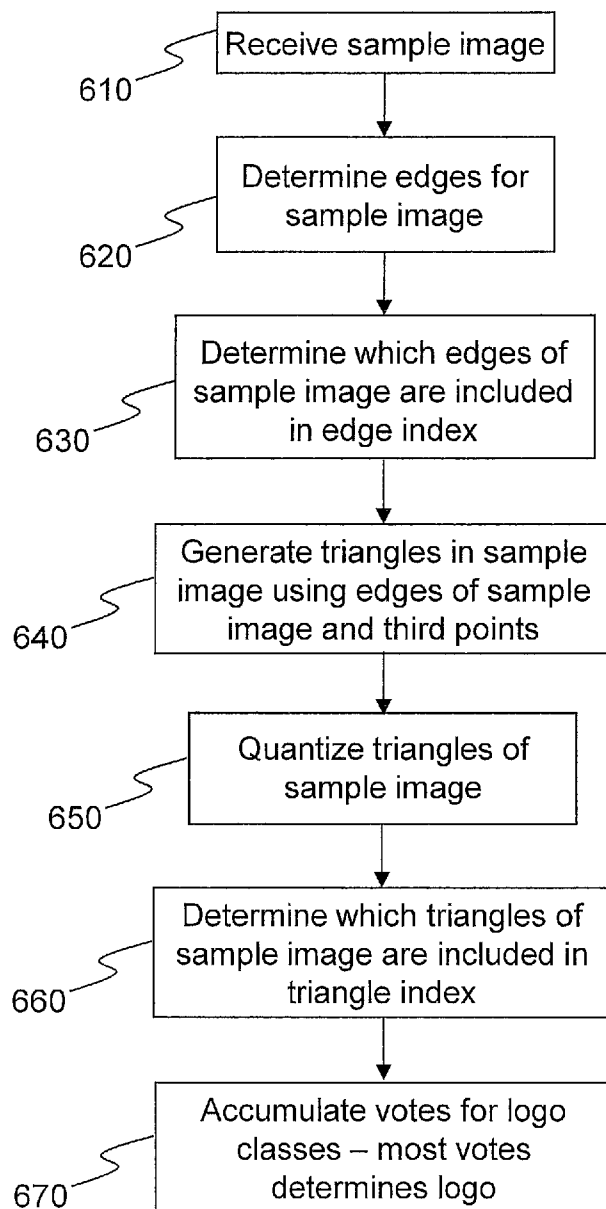 Receive sample image
610
Determine edges for
sample image
620
Determine which edges of
sample image are included
in edge index
630
Generate triangles in sample
image using edges of sample
image and third points
640
Quantize triangles of
sample image
650
Determine which triangles of
sample image are included in
triangle index
660
Accumulate votes for logo
classes – most votes
determines logo
670